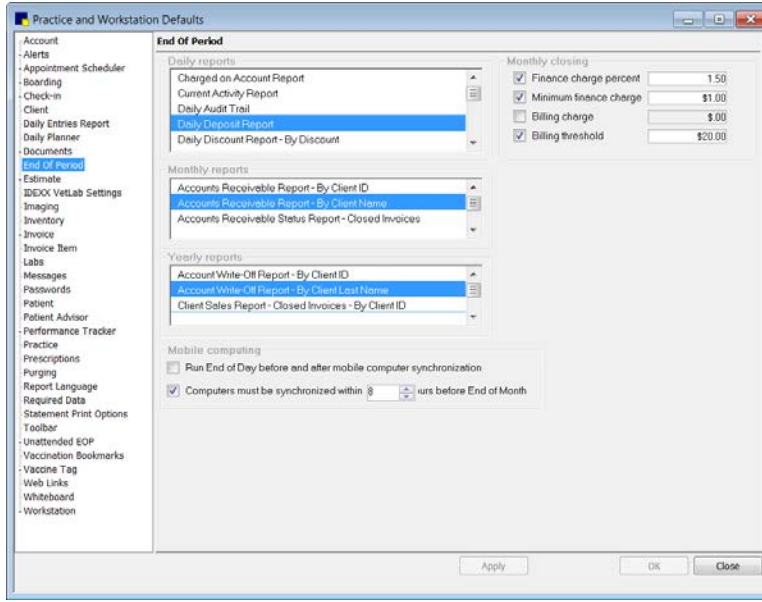 Practice and Workstation Defaults
Account
Alerts
Appointment Scheduler
Boarding
Check-in
Client
Daily Entries Report
Daily Planner
Documents
End Of Period
Estimate
IDEXX VetLab Settings
Imaging
Inventory
Invoice
Invoice Item
Labs
Messages
Passwords
Patient
Patient Advisor
Performance Tracker
Practice
Prescriptions
Purging
Report Language
Required Data
Statement Print Options
Toolbar
Unattended EOP
Vaccination Bookmarks
Vaccine Tag
Web Links
Whiteboard
Workstation
End Of Period
Daily reports
Charged on Account Report
Current Activity Report
Daily Audit Trail
Daily Deposit Report
Daily Discount Report - By Discount
Monthly reports
Accounts Receivable Report - By Client ID
Accounts Receivable Report - By Client Name
Accounts Receivable Status Report - Closed Invoices
Yearly reports
Account Write-Off Report - By Client ID
Account Write-Off Report - By Client Last Name
Client Sales Report - Closed Invoices - By Client ID
Mobile computing
Run End of Day before and after mobile computer synchronization
Computers must be synchronized within 8 urs before End of Month
Monthly closing
Finance charge percent 1.50
Minimum finance charge $1.00
Billing charge $.00
Billing threshold $20.00
Apply OK Close